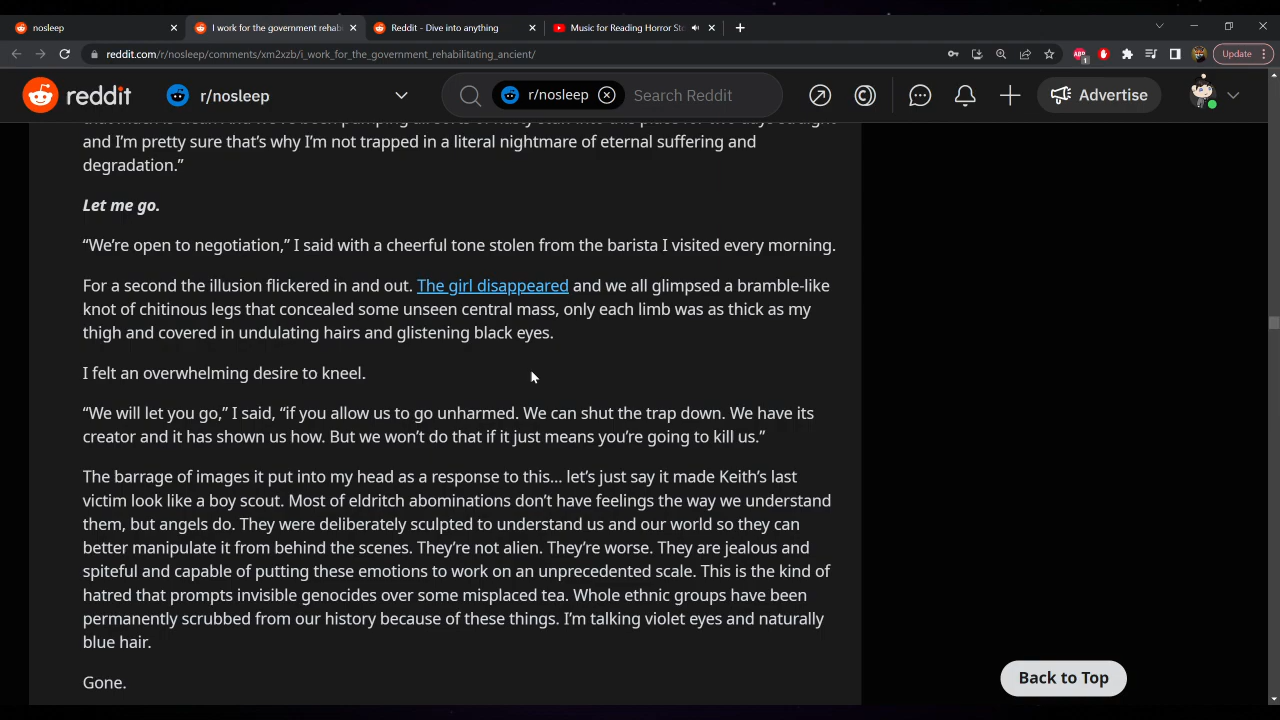 nosleep
I work for the government rehab
Reddit - Dive into anything
Music for Reading Horror Sto
reddit.com/r/nosleep/comments/xm2xzb/i_work_for_the_government_rehabilitating_ancient/
ABP
1
Update
reddit
r/nosleep
r/nosleep
Search Reddit
Advertise
and I’m pretty sure that’s why I’m not trapped in a literal nightmare of eternal suffering and
degradation.”
Let me go.
“We’re open to negotiation,” I said with a cheerful tone stolen from the barista I visited every morning.
For a second the illusion flickered in and out. The girl disappeared and we all glimpsed a bramble-like
knot of chitinous legs that concealed some unseen central mass, only each limb was as thick as my
thigh and covered in undulating hairs and glistening black eyes.
I felt an overwhelming desire to kneel.
“We will let you go,” I said, “if you allow us to go unharmed. We can shut the trap down. We have its
creator and it has shown us how. But we won’t do that if it just means you’re going to kill us.”
The barrage of images it put into my head as a response to this… let’s just say it made Keith’s last
victim look like a boy scout. Most of eldritch abominations don’t have feelings the way we understand
them, but angels do. They were deliberately sculpted to understand us and our world so they can
better manipulate it from behind the scenes. They’re not alien. They’re worse. They are jealous and
spiteful and capable of putting these emotions to work on an unprecedented scale. This is the kind of
hatred that prompts invisible genocides over some misplaced tea. Whole ethnic groups have been
permanently scrubbed from our history because of these things. I’m talking violet eyes and naturally
blue hair.
Gone.
Back to Top